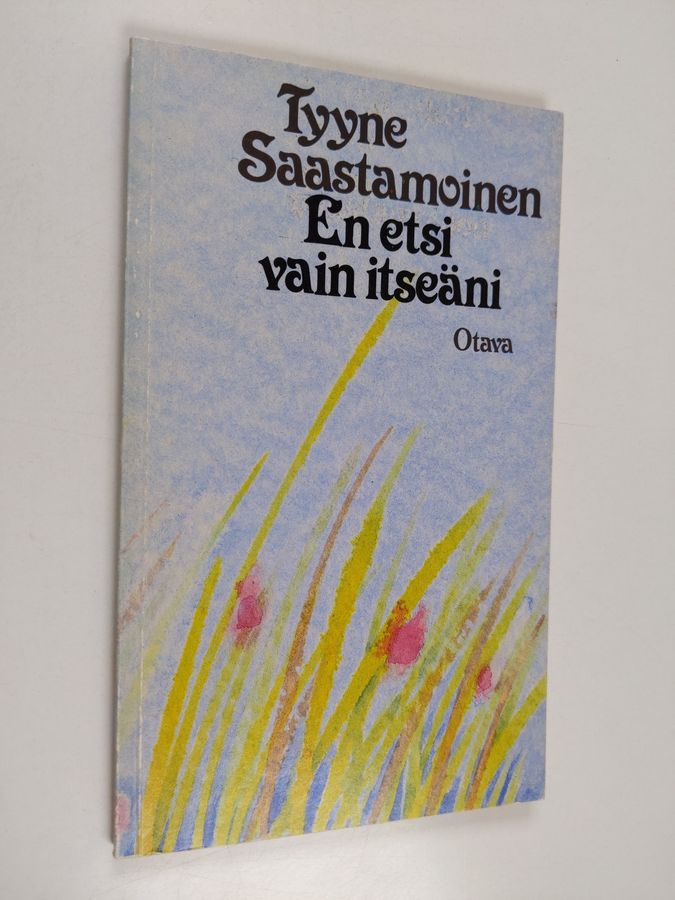 Tyyne
Saastamoinen
En etsi
vain itseäni
Otava